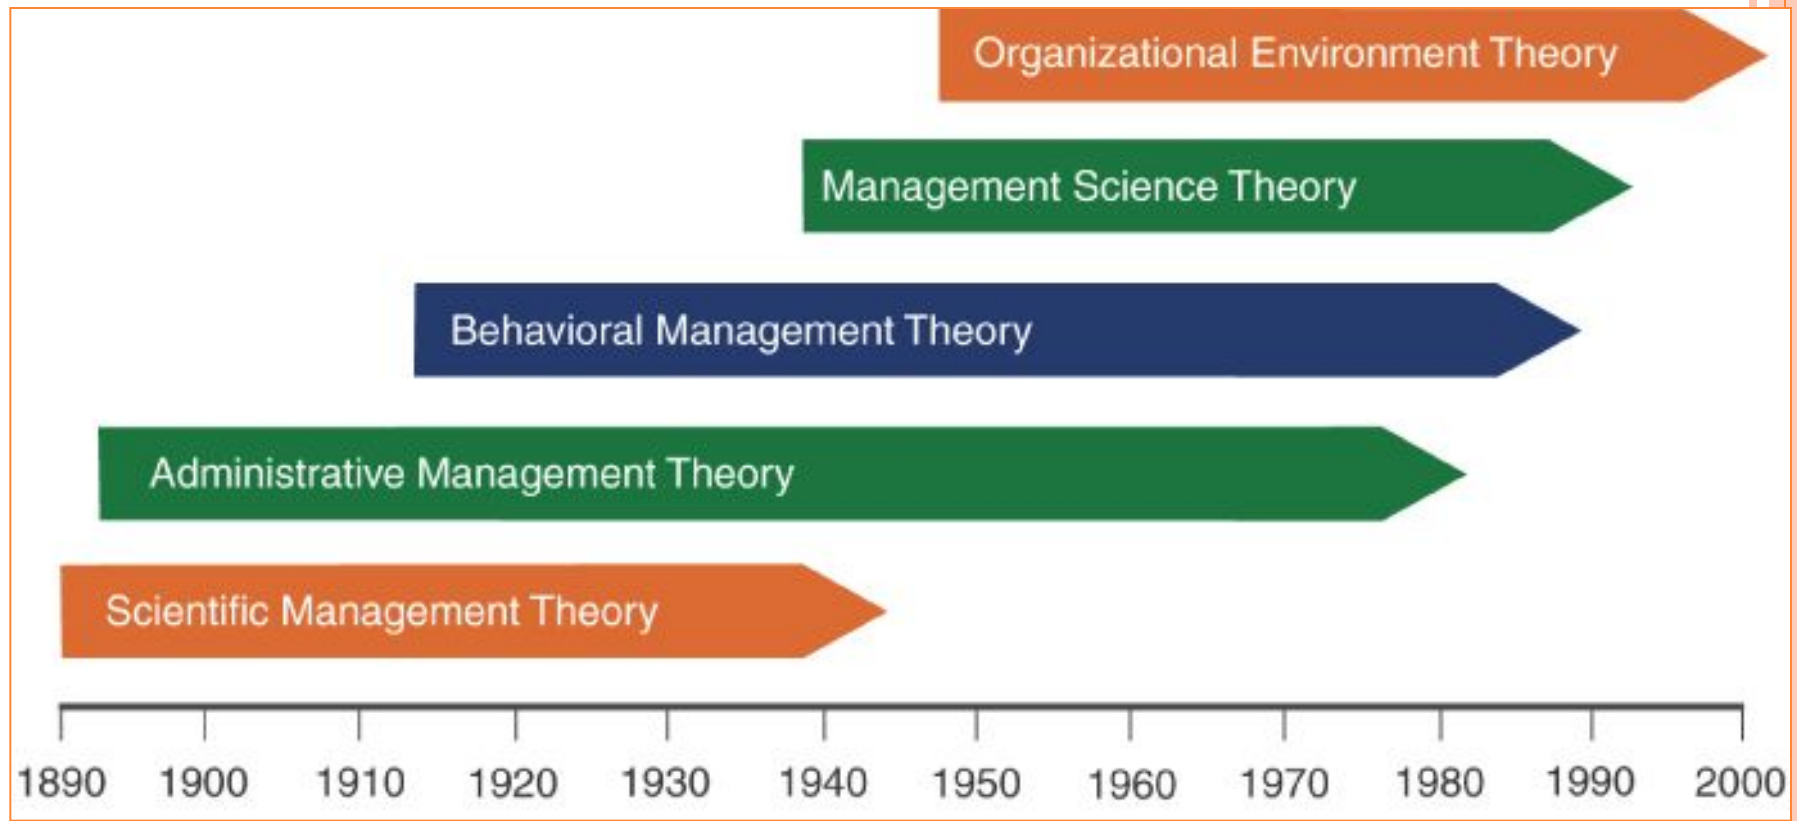 Organizational Environment Theory
Management Science Theory
Behavioral Management Theory
Administrative Management Theory
Scientific Management Theory
1890 1900 1910 1920 1930 1940 1950 1960 1970 1980 1990 2000